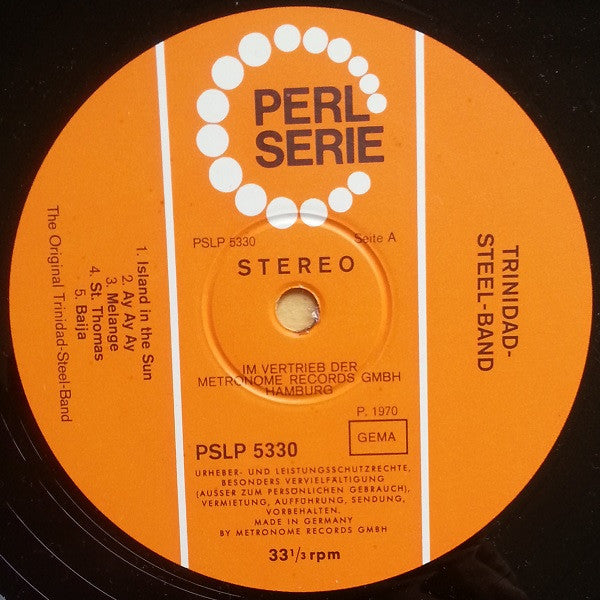 PERL
SERIE
PSLP 5330
Seite A
STEREO
IM VERTRIEB DER
METRONOME RECORDS GMBH
HAMBURG
P. 1970
GEMA
PSLP 5330
URHEBER- UND LEISTUNGSSCHUTZRECHTE,
BESONDERS VERVIELFÄLTIGUNG
(AUSSER ZUM PERSÖNLICHEN GEBRAUCH),
VERMIETUNG, AUFFÜHRUNG, SENDUNG,
VORBEHALTEN.
MADE IN GERMANY
BY METRONOME RECORDS GMBH
33 1/3 rpm
TRINIDAD-
STEEL-BAND
1. Island in the Sun
2. Ay Ay Ay
3. Melange
4. St. Thomas
5. Baija
The Original Trinidad-Steel-Band